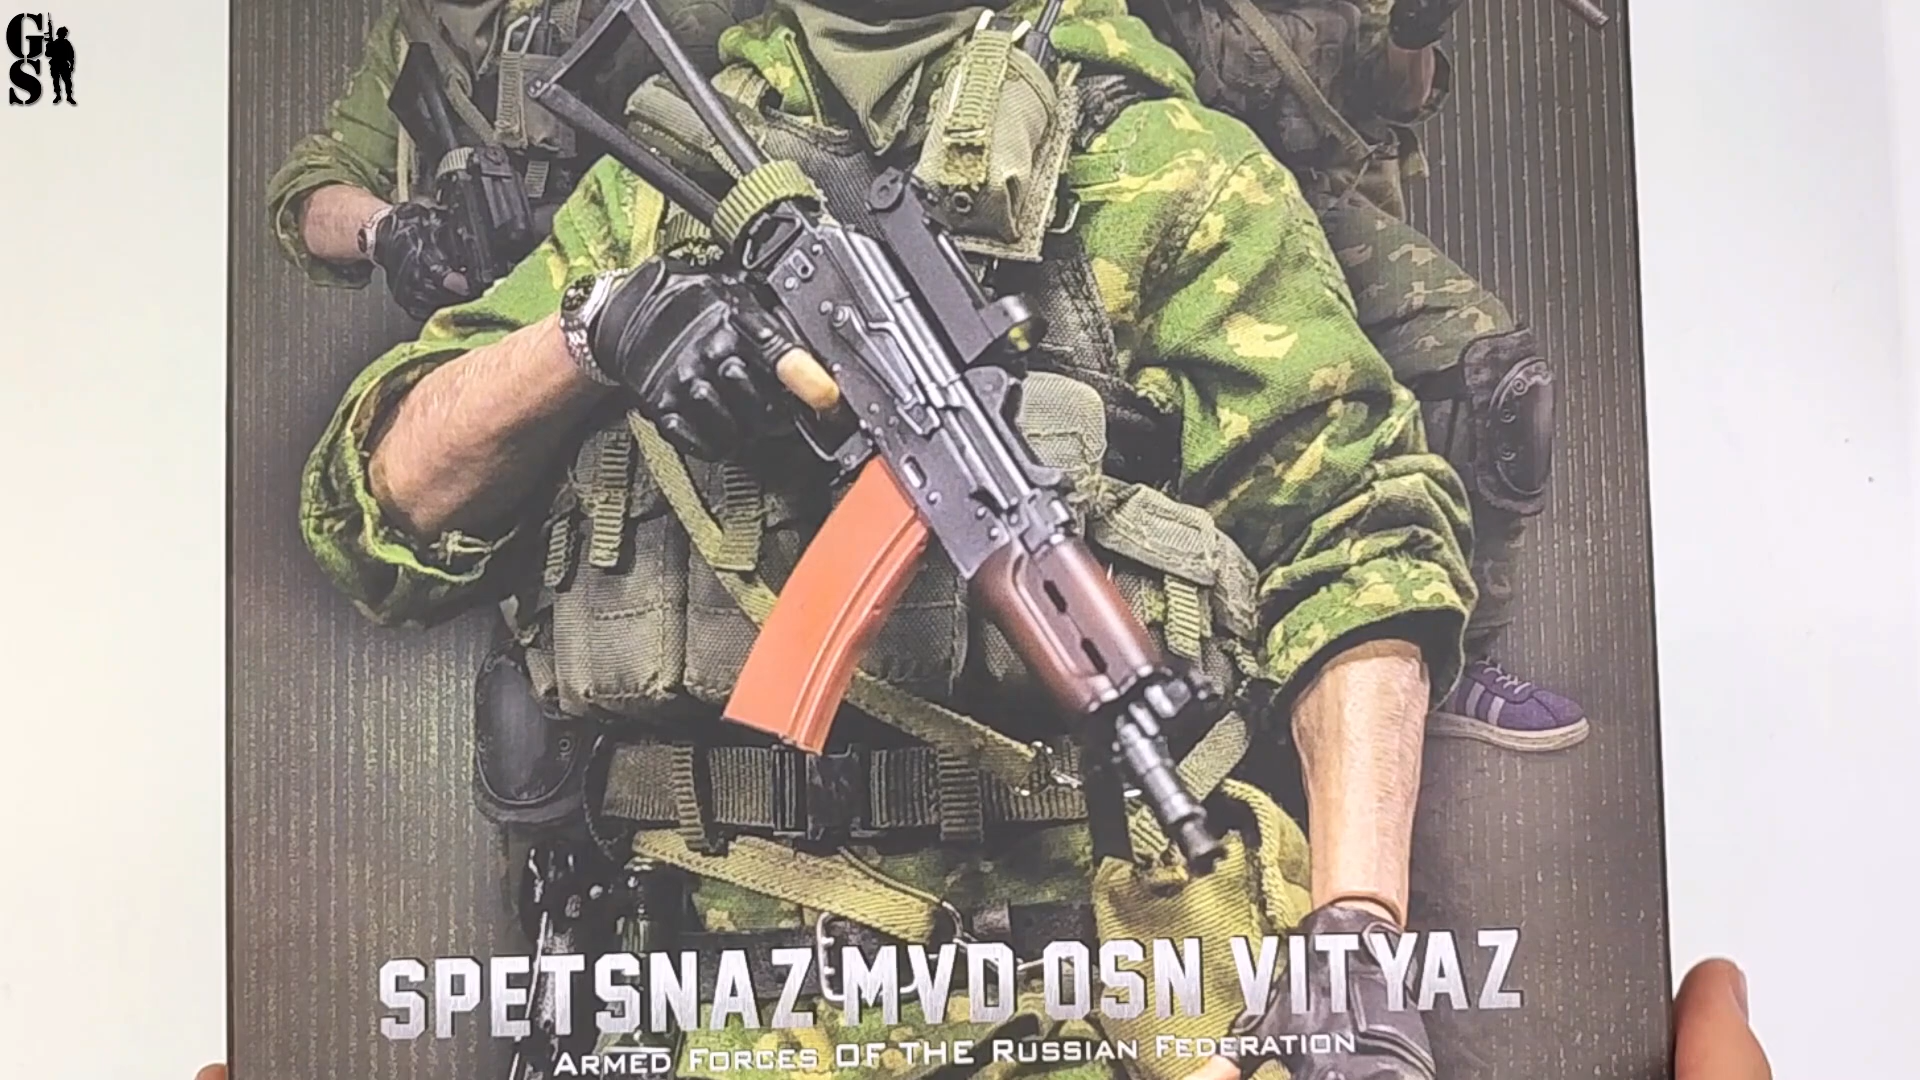 GS
SPETSNAZ MVD OSN VITYAZ
ARMED FORCES OF THE RUSSIAN FEDERATION